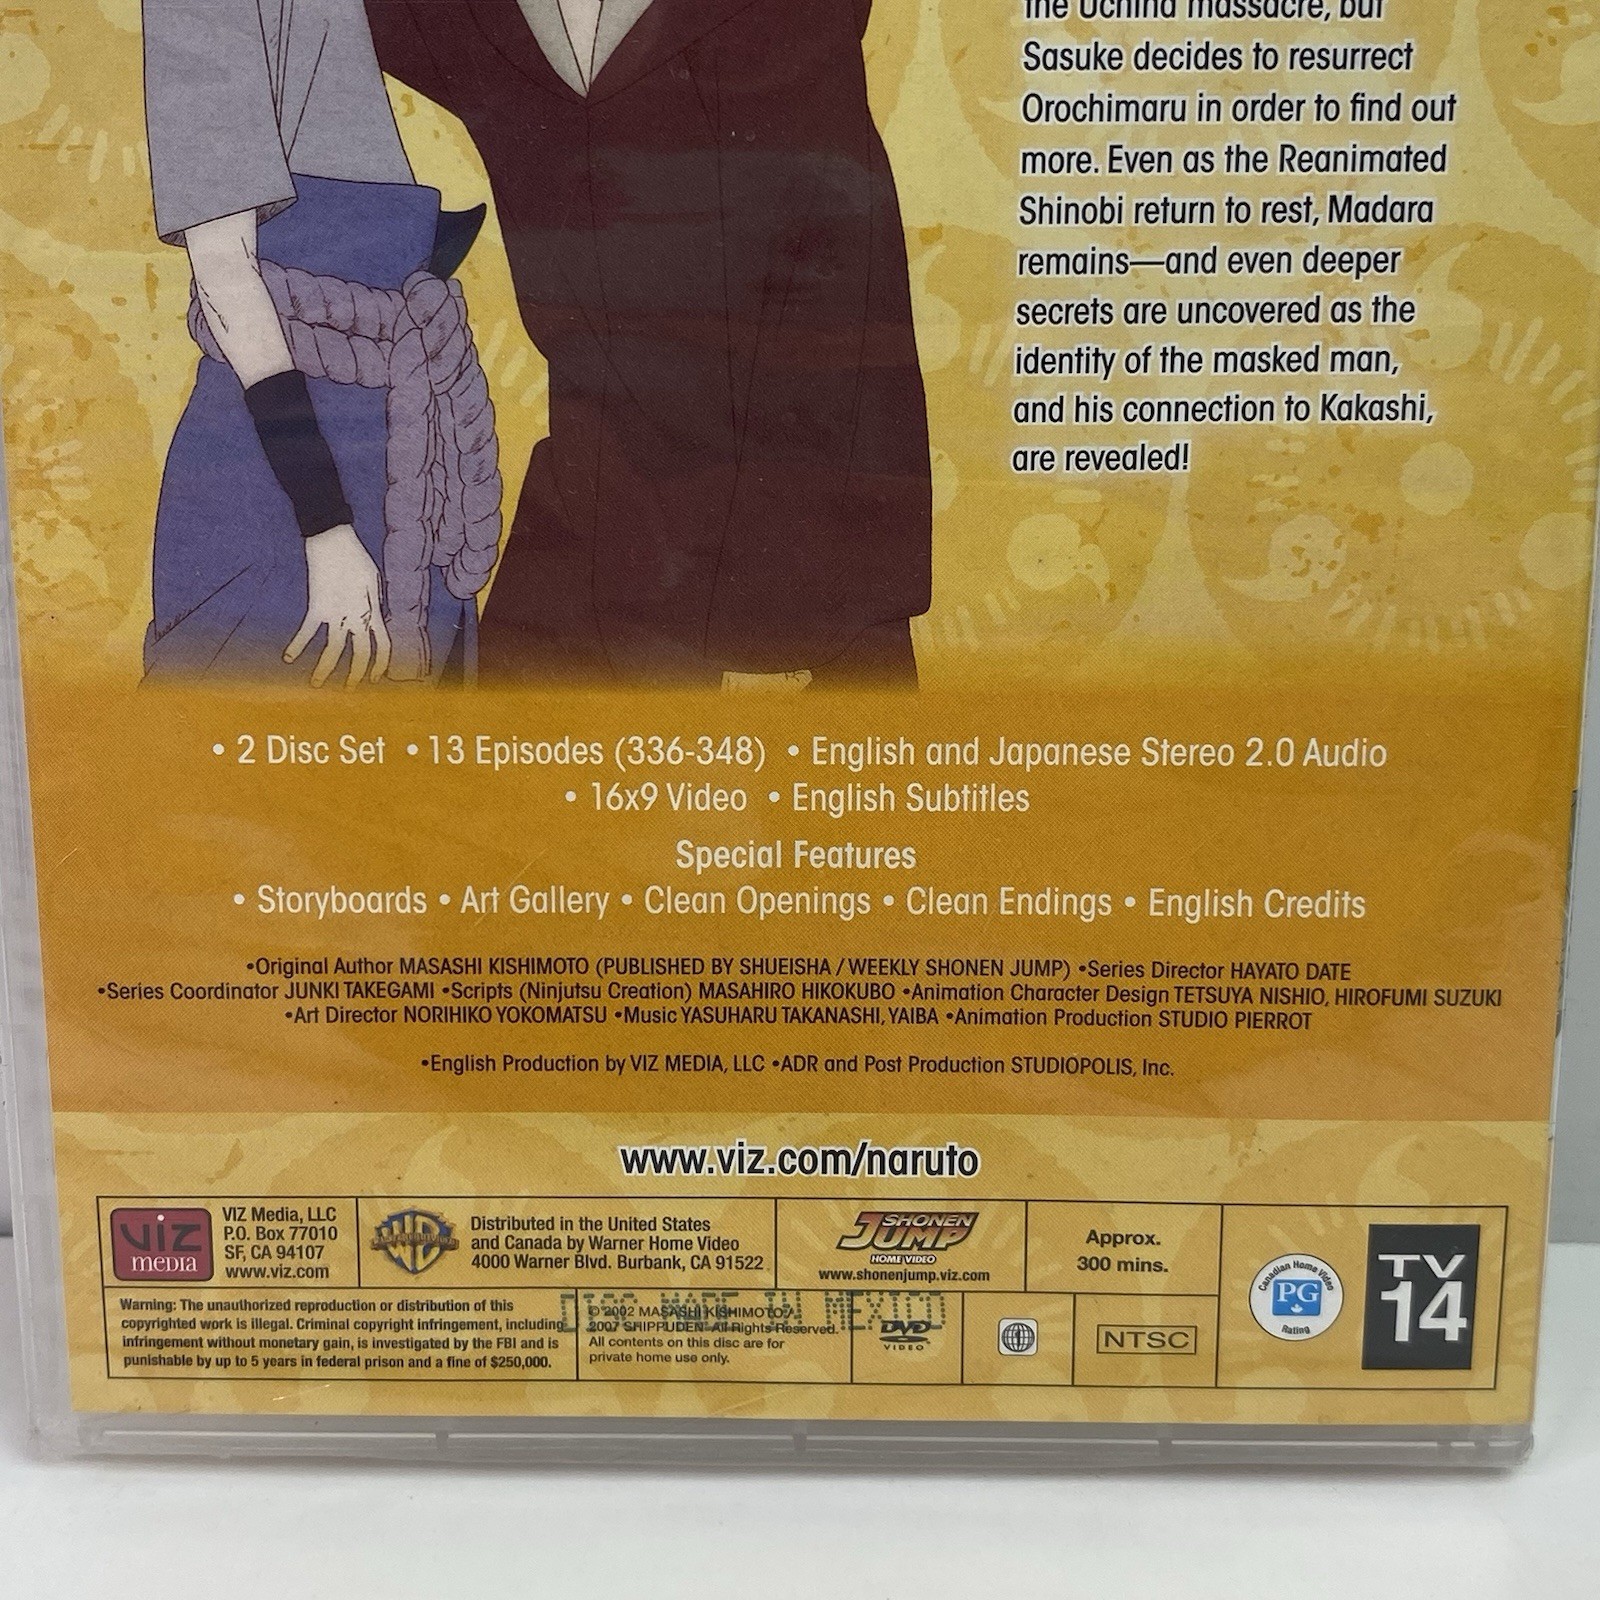 the Uchiha massacre, but
Sasuke decides to resurrect
Orochimaru in order to find out
more. Even as the Reanimated
Shinobi return to rest, Madara
remains—and even deeper
secrets are uncovered as the
identity of the masked man,
and his connection to Kakashi,
are revealed!
• 2 Disc Set • 13 Episodes (336-348) • English and Japanese Stereo 2.0 Audio
• 16x9 Video • English Subtitles
Special Features
• Storyboards • Art Gallery • Clean Openings • Clean Endings • English Credits
•Original Author MASASHI KISHIMOTO (PUBLISHED BY SHUEISHA / WEEKLY SHONEN JUMP) •Series Director HAYATO DATE
•Series Coordinator JUNKI TAKEGAMI •Scripts (Ninjutsu Creation) MASAHIRO HIKOKUBO •Animation Character Design TETSUYA NISHIO, HIROFUMI SUZUKI
•Art Director NORIHIKO YOKOMATSU •Music YASUHARU TAKANASHI, YAIBA •Animation Production STUDIO PIERROT
•English Production by VIZ MEDIA, LLC •ADR and Post Production STUDIOPOLIS, Inc.
www.viz.com/naruto
VIZ
media
VIZ Media, LLC
P.O. Box 77010
SF, CA 94107
www.viz.com
WB
Distributed in the United States
and Canada by Warner Home Video
4000 Warner Blvd. Burbank, CA 91522
SHONEN
JUMP
HOME VIDEO
www.shonenjump.viz.com
Approx.
300 mins.
Canadian Home Video
PG
Rating
TV
14
Warning: The unauthorized reproduction or distribution of this
copyrighted work is illegal. Criminal copyright infringement, including
infringement without monetary gain, is investigated by the FBI and is
punishable by up to 5 years in federal prison and a fine of $250,000.
DISC MADE IN MEXICO
© 2002 MASASHI KISHIMOTO /
2007 SHIPPUDEN All Rights Reserved.
All contents on this disc are for
private home use only.
DVD
VIDEO
NTSC